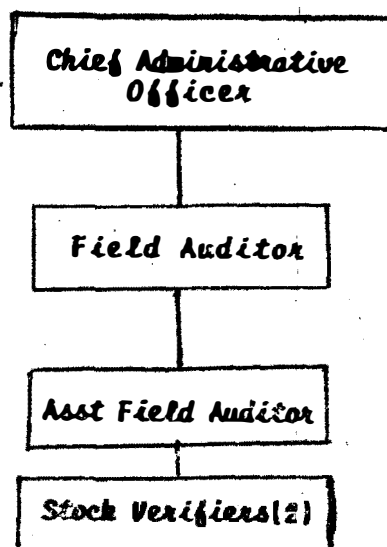 Chief Administrative
Officer
Field Auditor
Asst Field Auditor
Stock Verifiers(2)